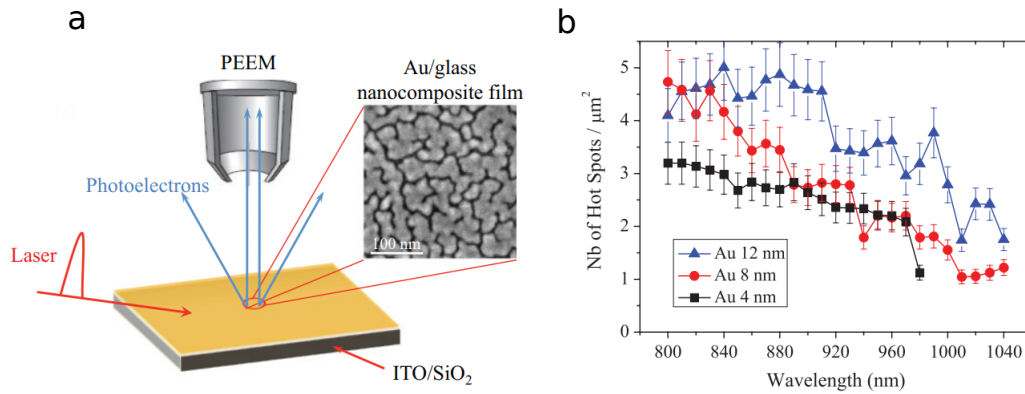 a
PEEM
Au/glass
nanocomposite film
Photoelectrons
100 nm
Laser
ITO/SiO₂
b
Nb of Hot Spots / μm²
5
4
3
2
1
0
Au 12 nm
Au 8 nm
Au 4 nm
800 840 880 920 960 1000 1040
Wavelength (nm)